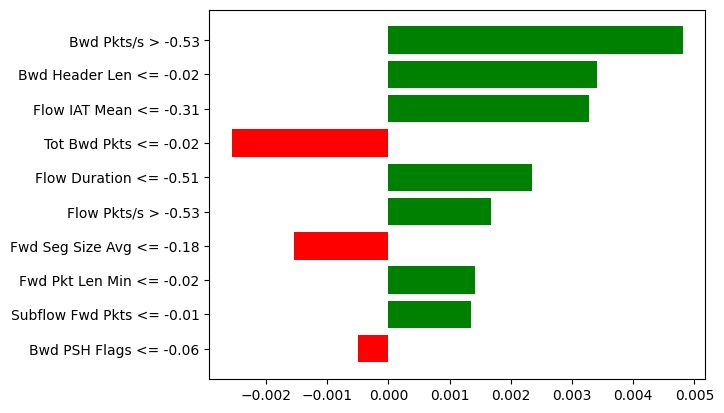 Bwd Pkts/s > -0.53
Bwd Header Len <= -0.02
Flow IAT Mean <= -0.31
Tot Bwd Pkts <= -0.02
Flow Duration <= -0.51
Flow Pkts/s > -0.53
Fwd Seg Size Avg <= -0.18
Fwd Pkt Len Min <= -0.02
Subflow Fwd Pkts <= -0.01
Bwd PSH Flags <= -0.06
−0.002 −0.001 0.000 0.001 0.002 0.003 0.004 0.005